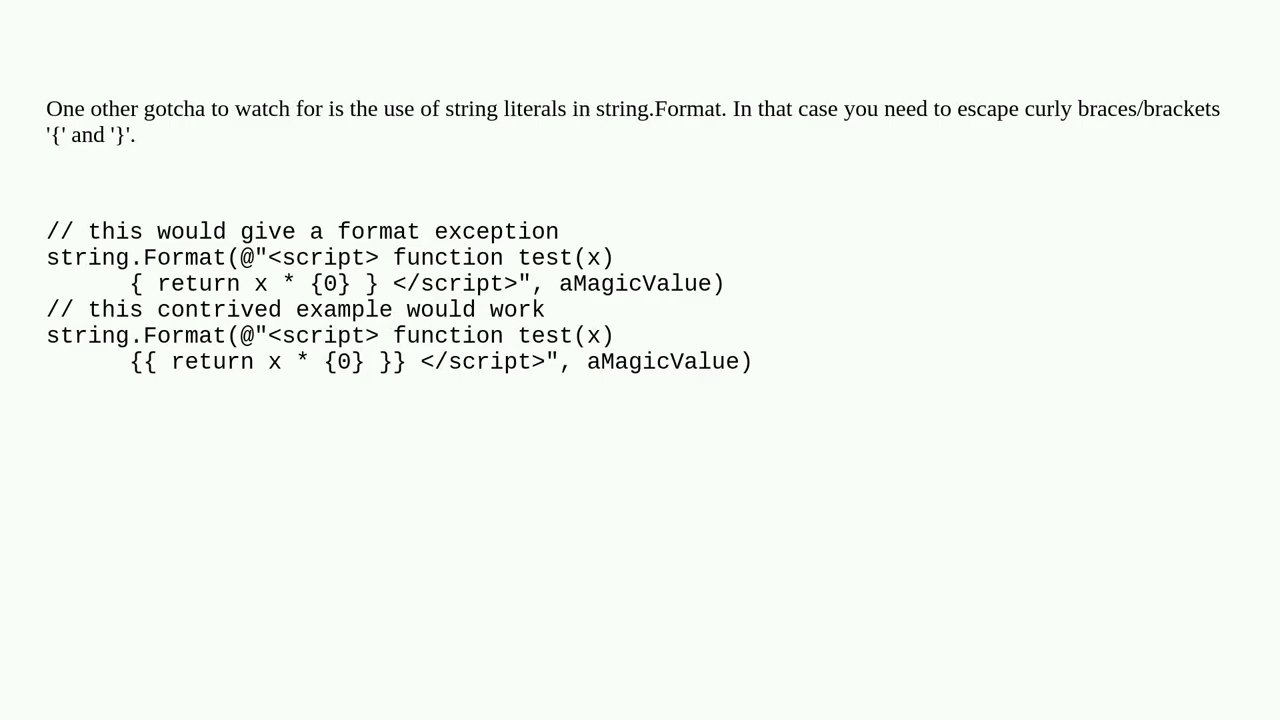 One other gotcha to watch for is the use of string literals in string.Format. In that case you need to escape curly braces/brackets
'{' and '}'.
// this would give a format exception
string.Format(@"<script> function test(x)
      { return x * {0} } </script>", aMagicValue)
// this contrived example would work
string.Format(@"<script> function test(x)
      {{ return x * {0} }} </script>", aMagicValue)